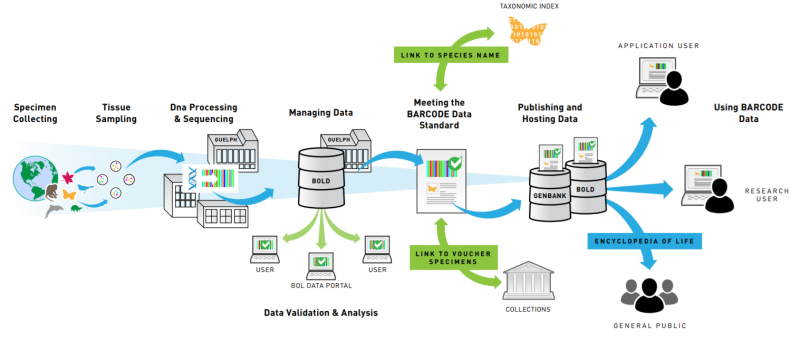 TAXONOMIC INDEX
LINK TO SPECIES NAME
APPLICATION USER
Specimen
Collecting
Tissue
Sampling
Dna Processing
& Sequencing
Managing Data
Meeting the
BARCODE Data
Standard
Publishing and
Hosting Data
Using BARCODE
Data
GUELPH
GUELPH
BOLD
GENBANK
BOLD
RESEARCH
USER
USER
BOL DATA PORTAL
USER
LINK TO VOUCHER
SPECIMENS
ENCYCLOPEDIA OF LIFE
COLLECTIONS
Data Validation & Analysis
GENERAL PUBLIC